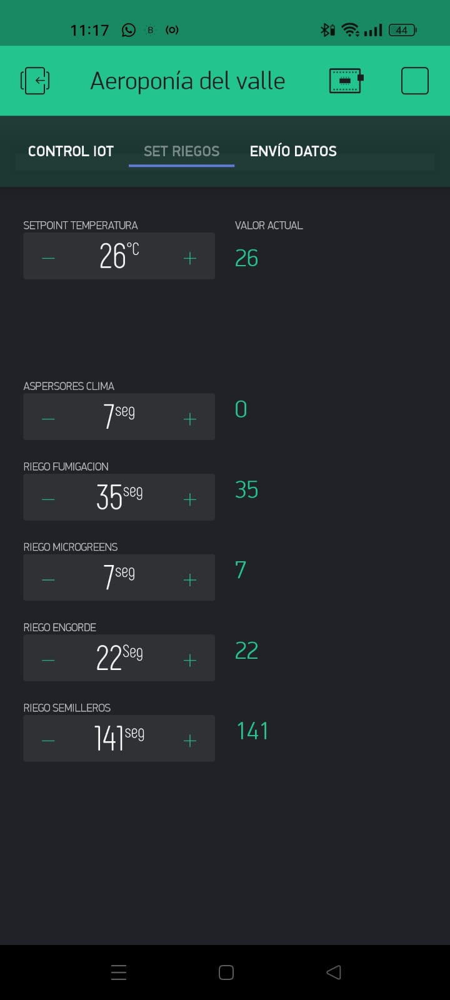 11:17 B 44
Aeroponía del valle
CONTROL IOT SET RIEGOS ENVÍO DATOS
SETPOINT TEMPERATURA VALOR ACTUAL
− 26°C + 26
ASPERSORES CLIMA
− 7seg + 0
RIEGO FUMIGACION
− 35seg + 35
RIEGO MICROGREENS
− 7seg + 7
RIEGO ENGORDE
− 22Seg + 22
RIEGO SEMILLEROS
− 141seg + 141